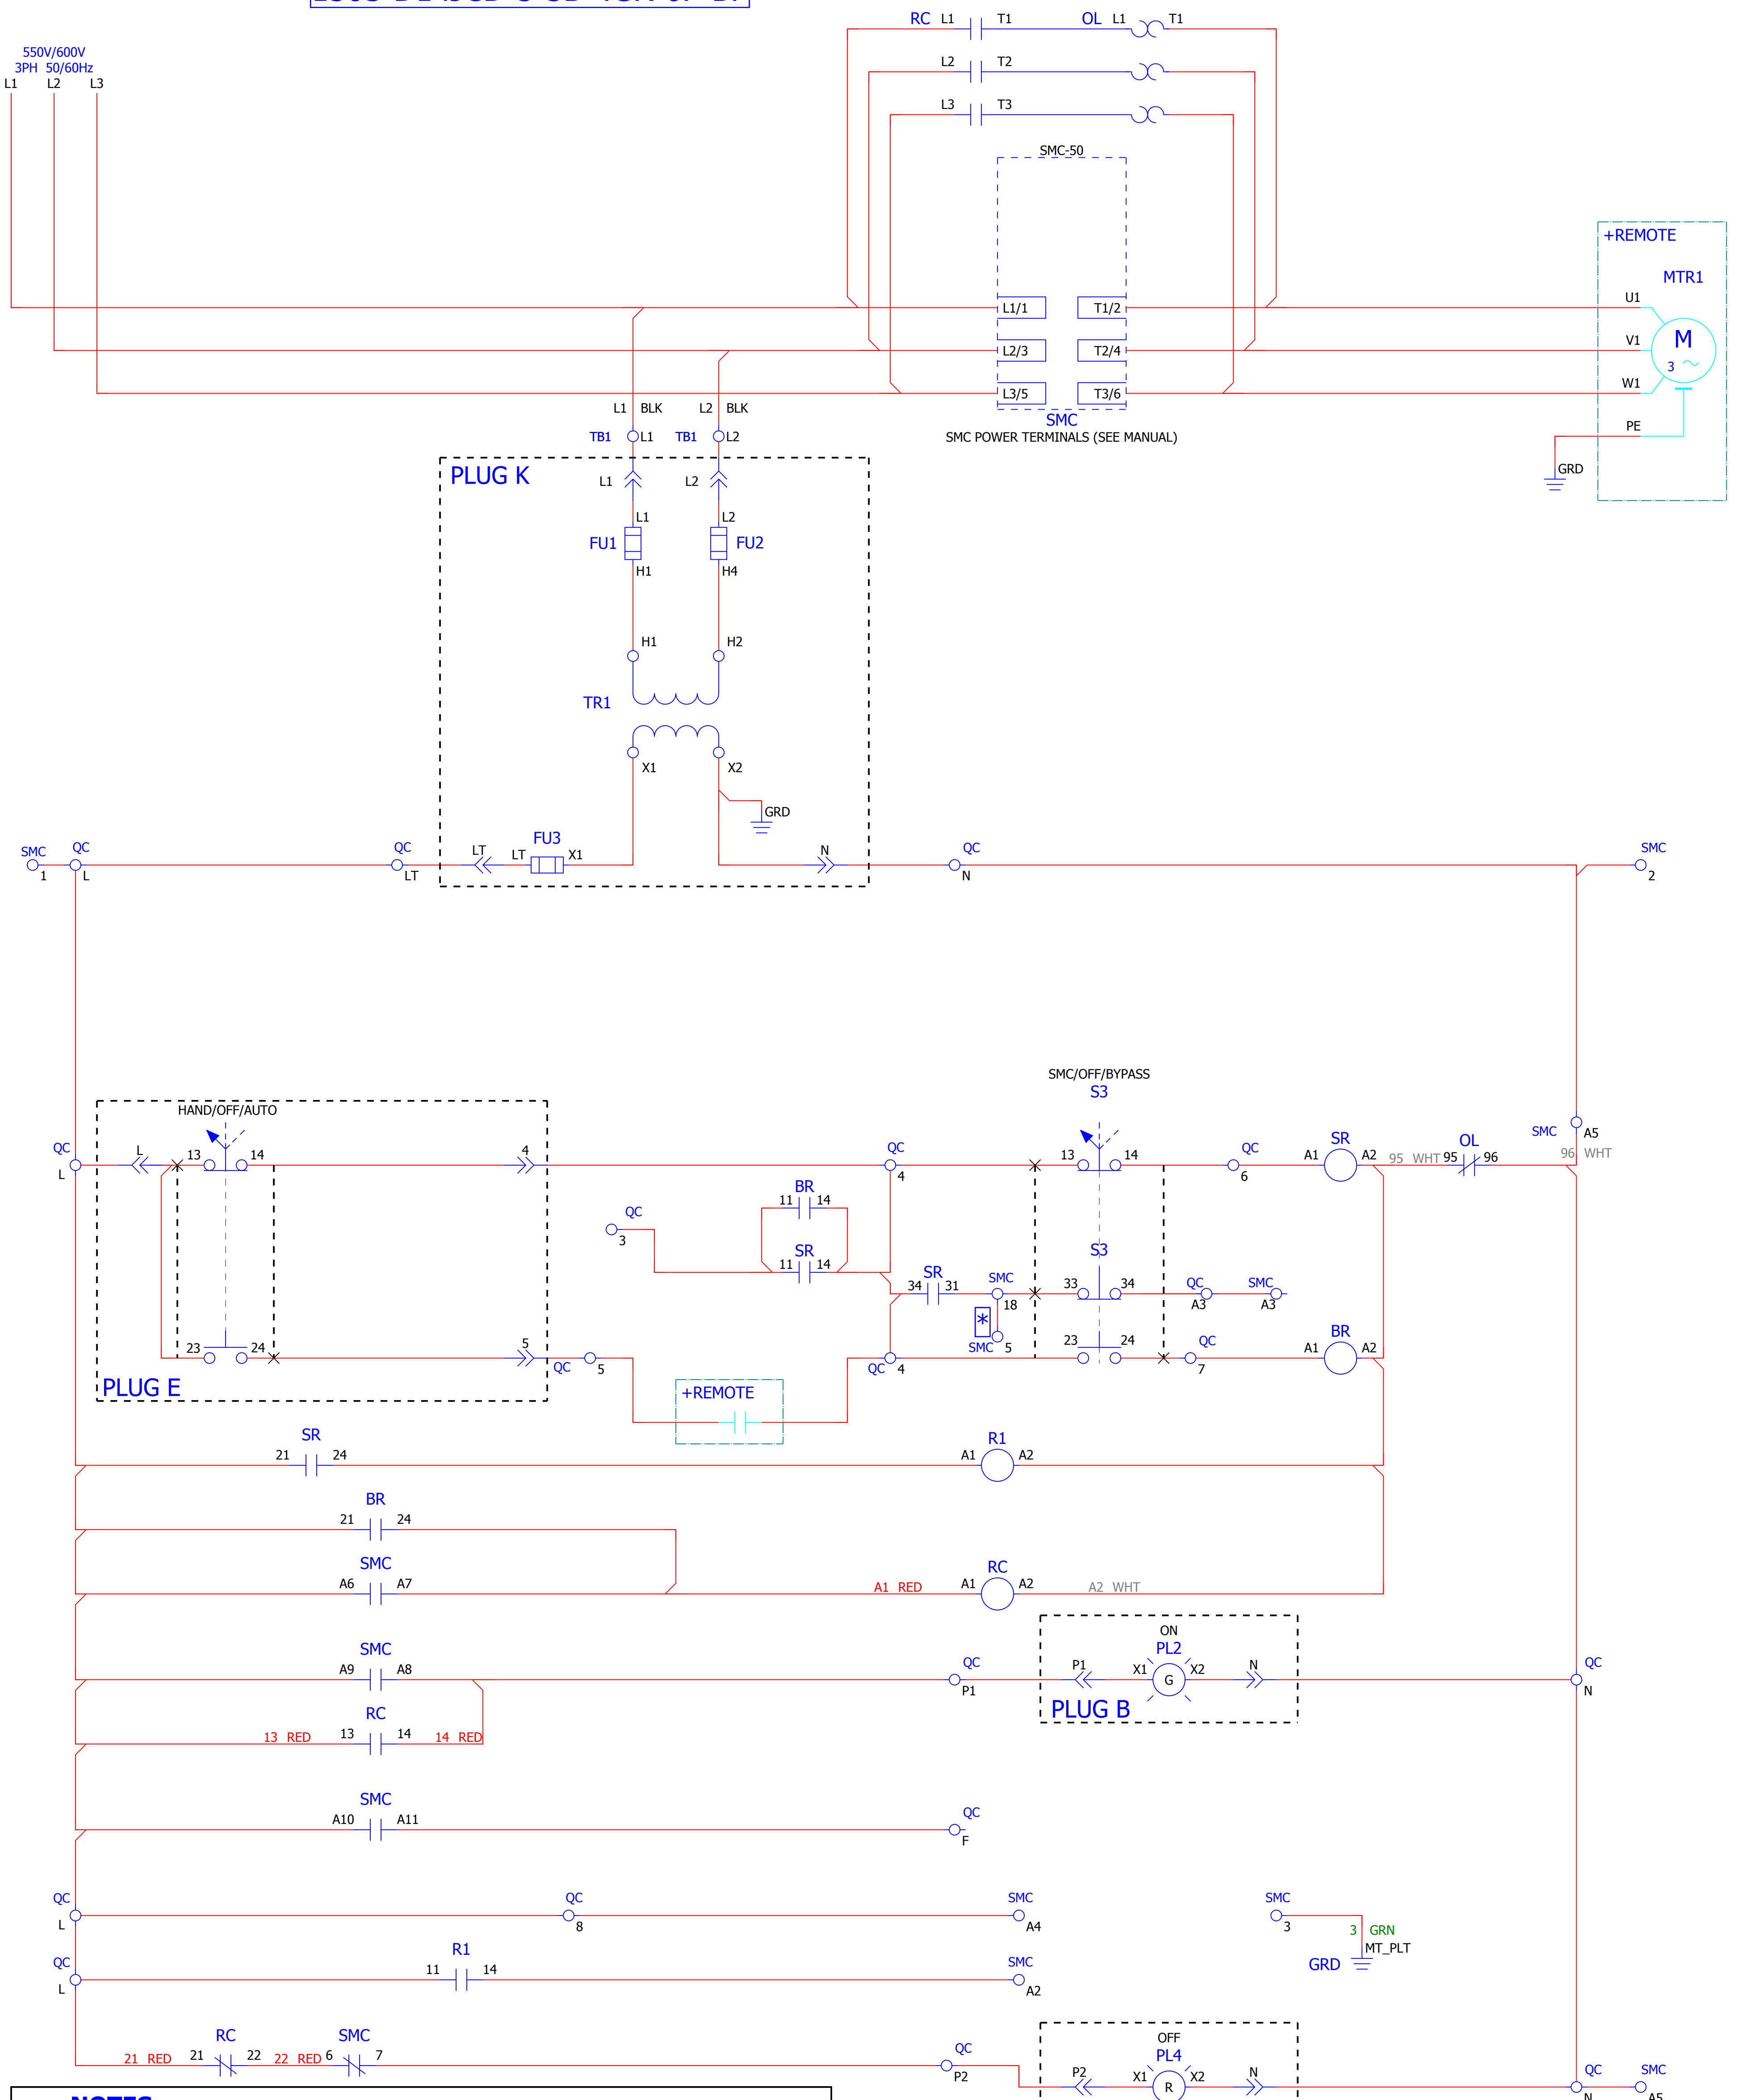 550V/600V
3PH 50/60Hz
L1 L2 L3
RC L1 T1 OL L1 T1
L2 T2
L3 T3
SMC-50
L1/1 T1/2
L2/3 T2/4
L3/5 T3/6
SMC
SMC POWER TERMINALS (SEE MANUAL)
+REMOTE
MTR1
U1
V1
W1
PE
M
3
GRD
L1 BLK L2 BLK
TB1 L1 TB1 L2
PLUG K
L1 L2
L1 L2
FU1 FU2
H1 H4
H1 H2
TR1
X1 X2
GRD
FU3
SMC QC QC LT LT X1 N QC SMC
1 L LT N 2
SMC/OFF/BYPASS
S3
HAND/OFF/AUTO
QC L 13 14 4 QC 13 14 QC SR OL SMC A5
L 4 6 A1 A2 95 WHT 95 96 96 WHT
BR
11 14
QC
3
SR
11 14
S3
SR
34 31 SMC 33 34 QC SMC
18 A3 A3
*
SMC 5
23 24 5 QC 5 QC 4 23 24 QC BR
7 A1 A2
PLUG E
+REMOTE
SR
21 24
R1
A1 A2
BR
21 24
SMC
A6 A7
RC
A1 RED A1 A2 A2 WHT
ON
PL2
SMC
A9 A8 QC P1 X1 X2 N QC
P1 G N
PLUG B
RC
13 RED 13 14 14 RED
SMC
A10 A11 QC
F
QC QC SMC SMC
L 8 A4 3
3 GRN
MT_PLT
GRD
R1
QC 11 14 SMC
L A2
OFF
PL4
RC SMC
21 RED 21 22 22 RED 6 7 QC
P2
P2 X1 X2 N QC SMC
R